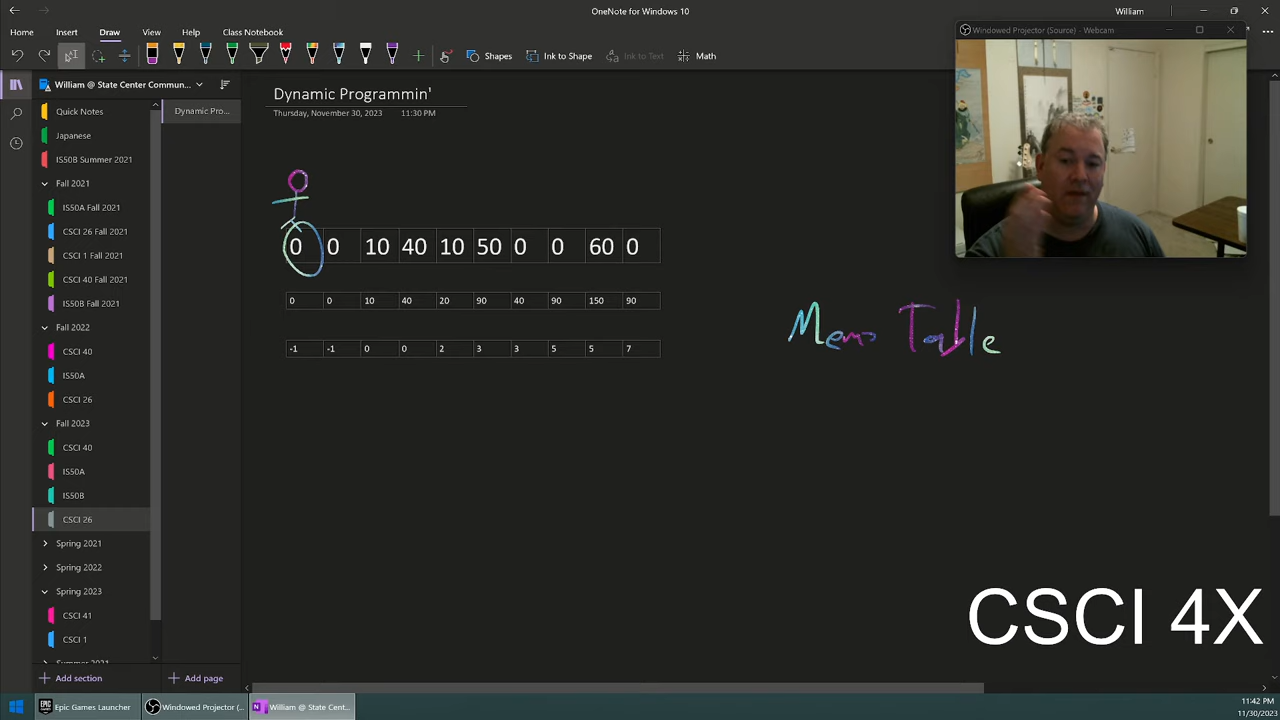 OneNote for Windows 10
William
Home Insert Draw View Help Class Notebook
Shapes Ink to Shape Ink to Text Math
Windowed Projector (Source) - Webcam
William @ State Center Commun...
Quick Notes
Japanese
IS50B Summer 2021
Fall 2021
IS50A Fall 2021
CSCI 26 Fall 2021
CSCI 1 Fall 2021
CSCI 40 Fall 2021
IS50B Fall 2021
Fall 2022
CSCI 40
IS50A
CSCI 26
Fall 2023
CSCI 40
IS50A
IS50B
CSCI 26
Spring 2021
Spring 2022
Spring 2023
CSCI 41
CSCI 1
Summer 2021
Add section
Dynamic Pro...
Add page
Dynamic Programmin'
Thursday, November 30, 2023 11:30 PM
0 0 10 40 10 50 0 0 60 0
0 0 10 40 20 90 40 90 150 90
-1 -1 0 0 2 3 3 5 5 7
Memo Table
CSCI 4X
Epic Games Launcher
Windowed Projector (...
William @ State Cent...
11:42 PM
11/30/2023